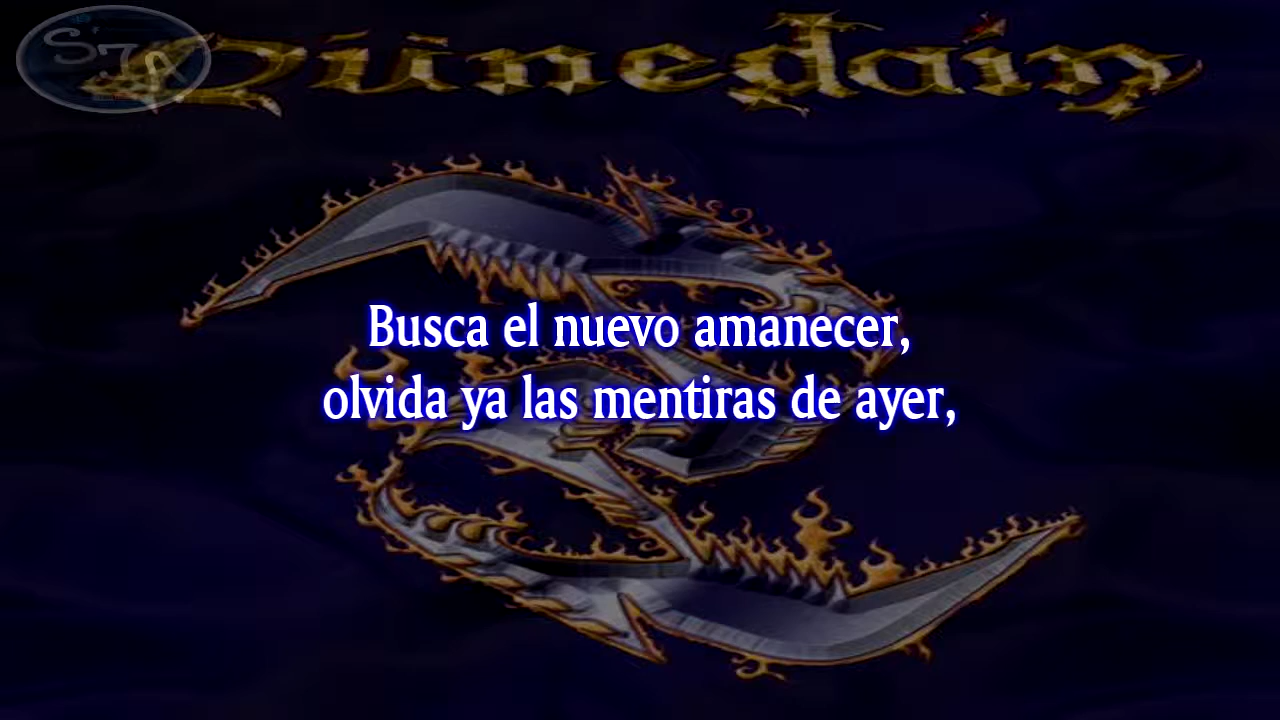 Dünedain
Busca el nuevo amanecer,
olvida ya las mentiras de ayer,